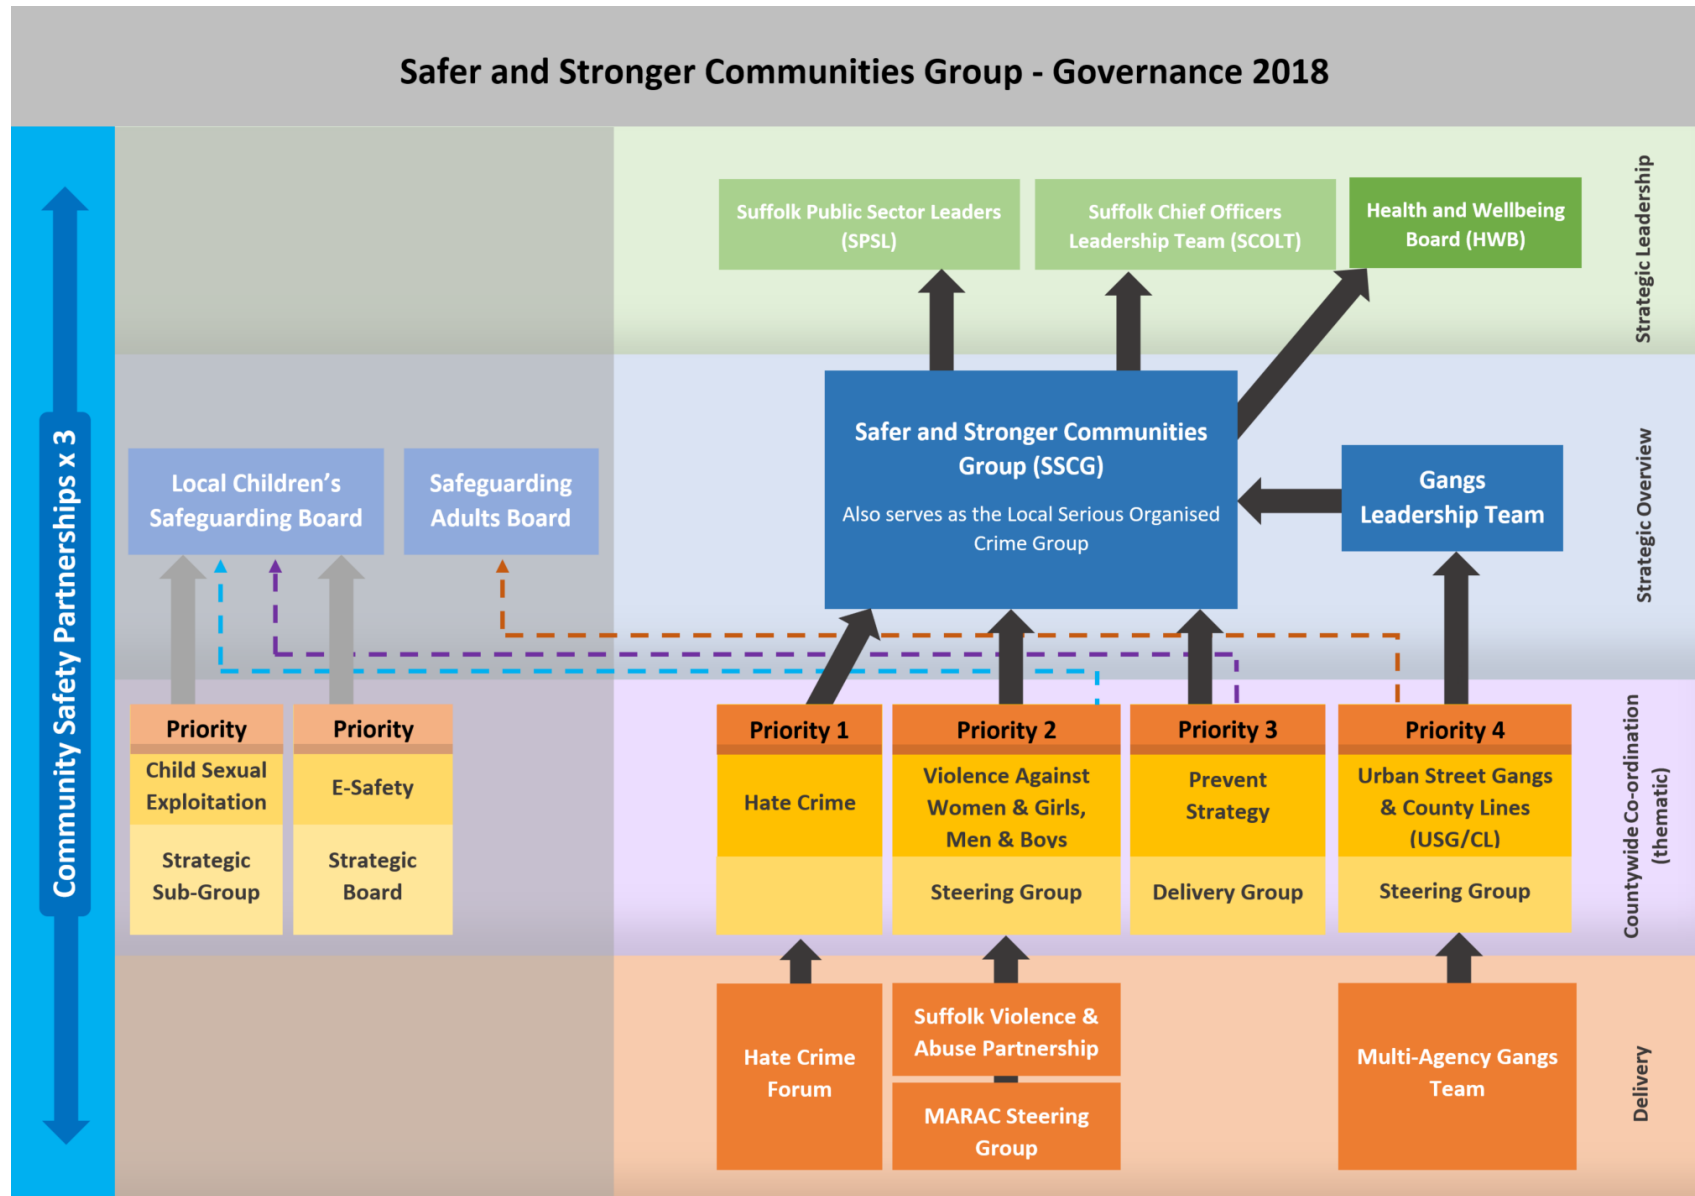 Safer and Stronger Communities Group - Governance 2018
Community Safety Partnerships x 3
Suffolk Public Sector Leaders
(SPSL)
Suffolk Chief Officers
Leadership Team (SCOLT)
Health and Wellbeing
Board (HWB)
Strategic Leadership
Local Children's
Safeguarding Board
Safeguarding
Adults Board
Safer and Stronger Communities
Group (SSCG)
Also serves as the Local Serious Organised
Crime Group
Gangs
Leadership Team
Strategic Overview
Priority
Child Sexual
Exploitation
Strategic
Sub-Group
Priority
E-Safety
Strategic
Board
Priority 1
Hate Crime
Priority 2
Violence Against
Women & Girls,
Men & Boys
Steering Group
Priority 3
Prevent
Strategy
Delivery Group
Priority 4
Urban Street Gangs
& County Lines
(USG/CL)
Steering Group
Countywide Co-ordination
(thematic)
Hate Crime
Forum
Suffolk Violence &
Abuse Partnership
MARAC Steering
Group
Multi-Agency Gangs
Team
Delivery